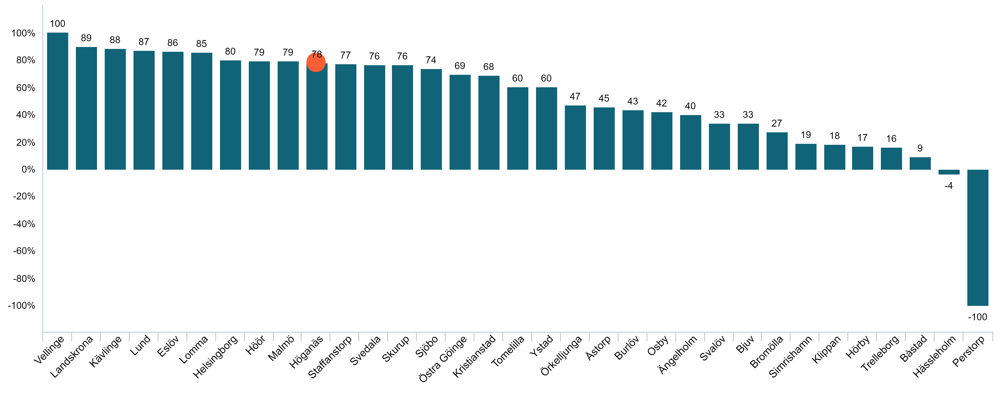 100%
80%
60%
40%
20%
0%
-20%
-40%
-60%
-80%
-100%
100
89
88
87
86
85
80
79
79
78
77
76
76
74
69
68
60
60
47
45
43
42
40
33
33
27
19
18
17
16
9
-4
-100
Vellinge
Landskrona
Kävlinge
Lund
Eslöv
Lomma
Helsingborg
Höör
Malmö
Höganäs
Staffanstorp
Svedala
Skurup
Sjöbo
Östra Göinge
Kristianstad
Tomelilla
Ystad
Örkelljunga
Åstorp
Burlöv
Osby
Ängelholm
Svalöv
Bjuv
Bromölla
Simrishamn
Klippan
Hörby
Trelleborg
Båstad
Hässleholm
Perstorp